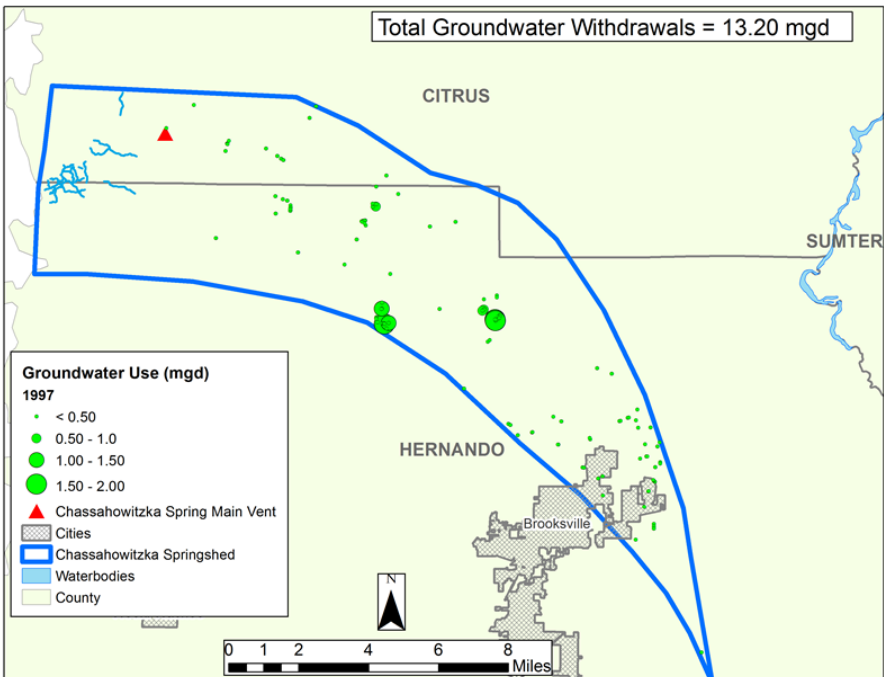 Total Groundwater Withdrawals = 13.20 mgd
CITRUS
SUMTER
HERNANDO
Brooksville
Groundwater Use (mgd)
1997
< 0.50
0.50 - 1.0
1.00 - 1.50
1.50 - 2.00
Chassahowitzka Spring Main Vent
Cities
Chassahowitzka Springshed
Waterbodies
County
N
0 1 2 4 6 8
Miles